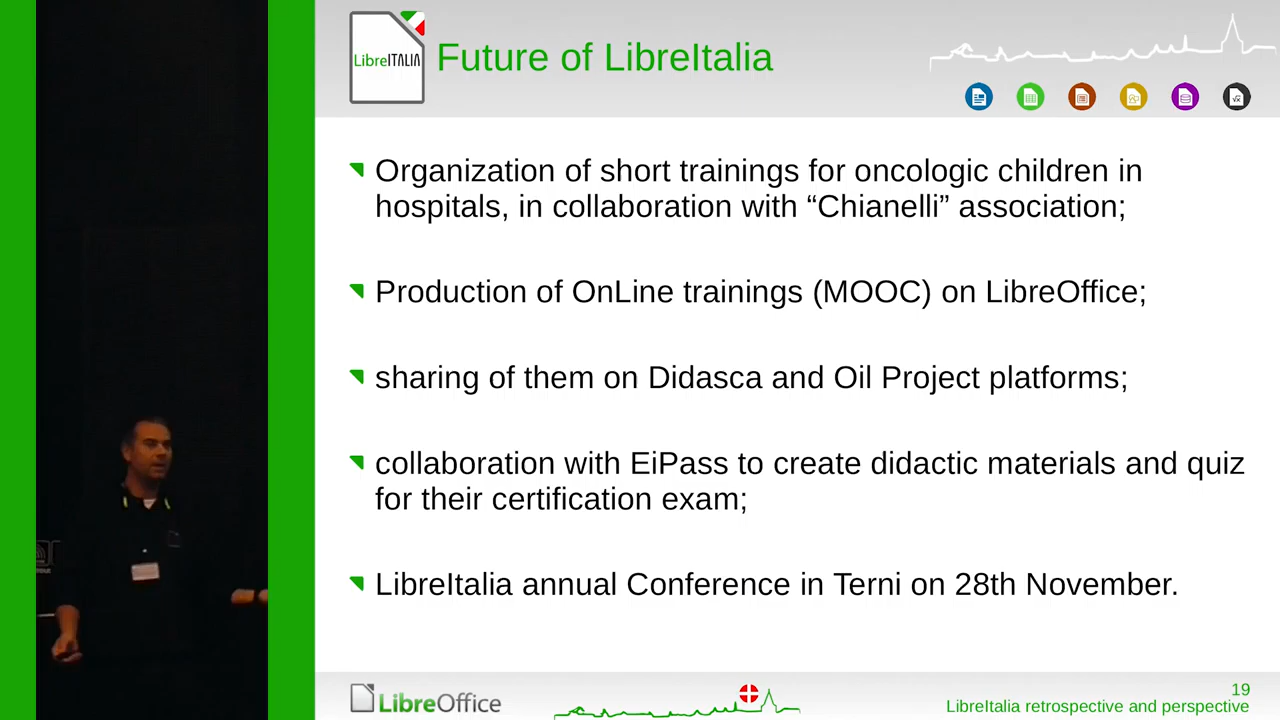 LibreITALIA
Future of LibreItalia
Organization of short trainings for oncologic children in
hospitals, in collaboration with “Chianelli” association;
Production of OnLine trainings (MOOC) on LibreOffice;
sharing of them on Didasca and Oil Project platforms;
collaboration with EiPass to create didactic materials and quiz
for their certification exam;
LibreItalia annual Conference in Terni on 28th November.
LibreOffice
19
LibreItalia retrospective and perspective